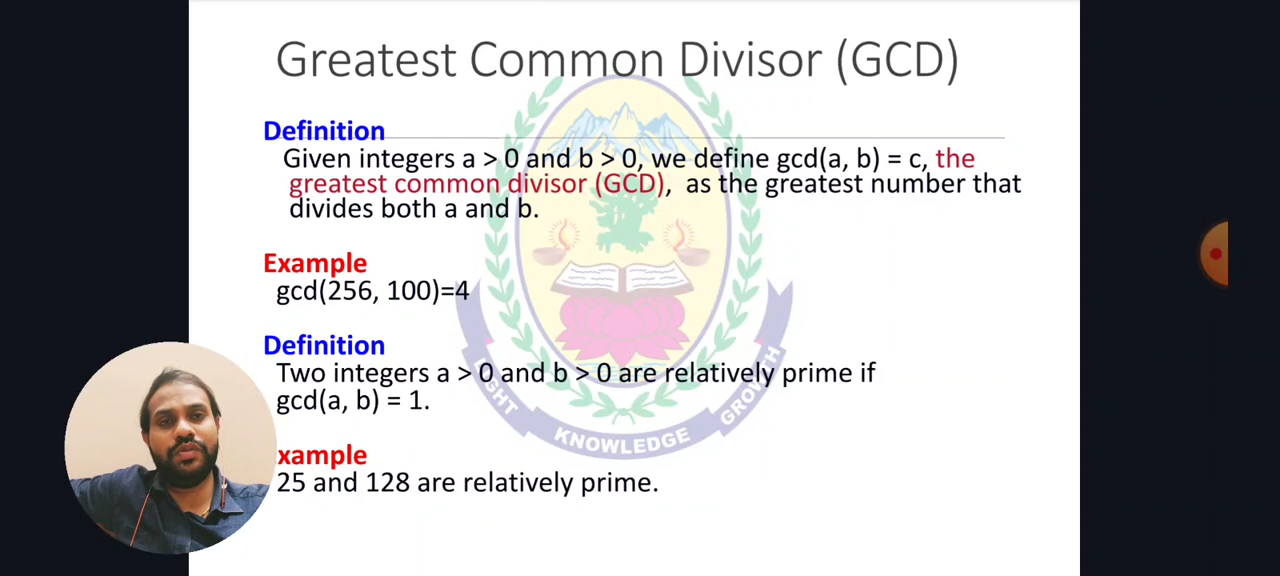 Greatest Common Divisor (GCD)
Definition
Given integers a > 0 and b > 0, we define gcd(a, b) = c, the
greatest common divisor (GCD), as the greatest number that
divides both a and b.
Example
gcd(256, 100)=4
Definition
Two integers a > 0 and b > 0 are relatively prime if
gcd(a, b) = 1.
xample
25 and 128 are relatively prime.
LIGHT KNOWLEDGE GROWTH